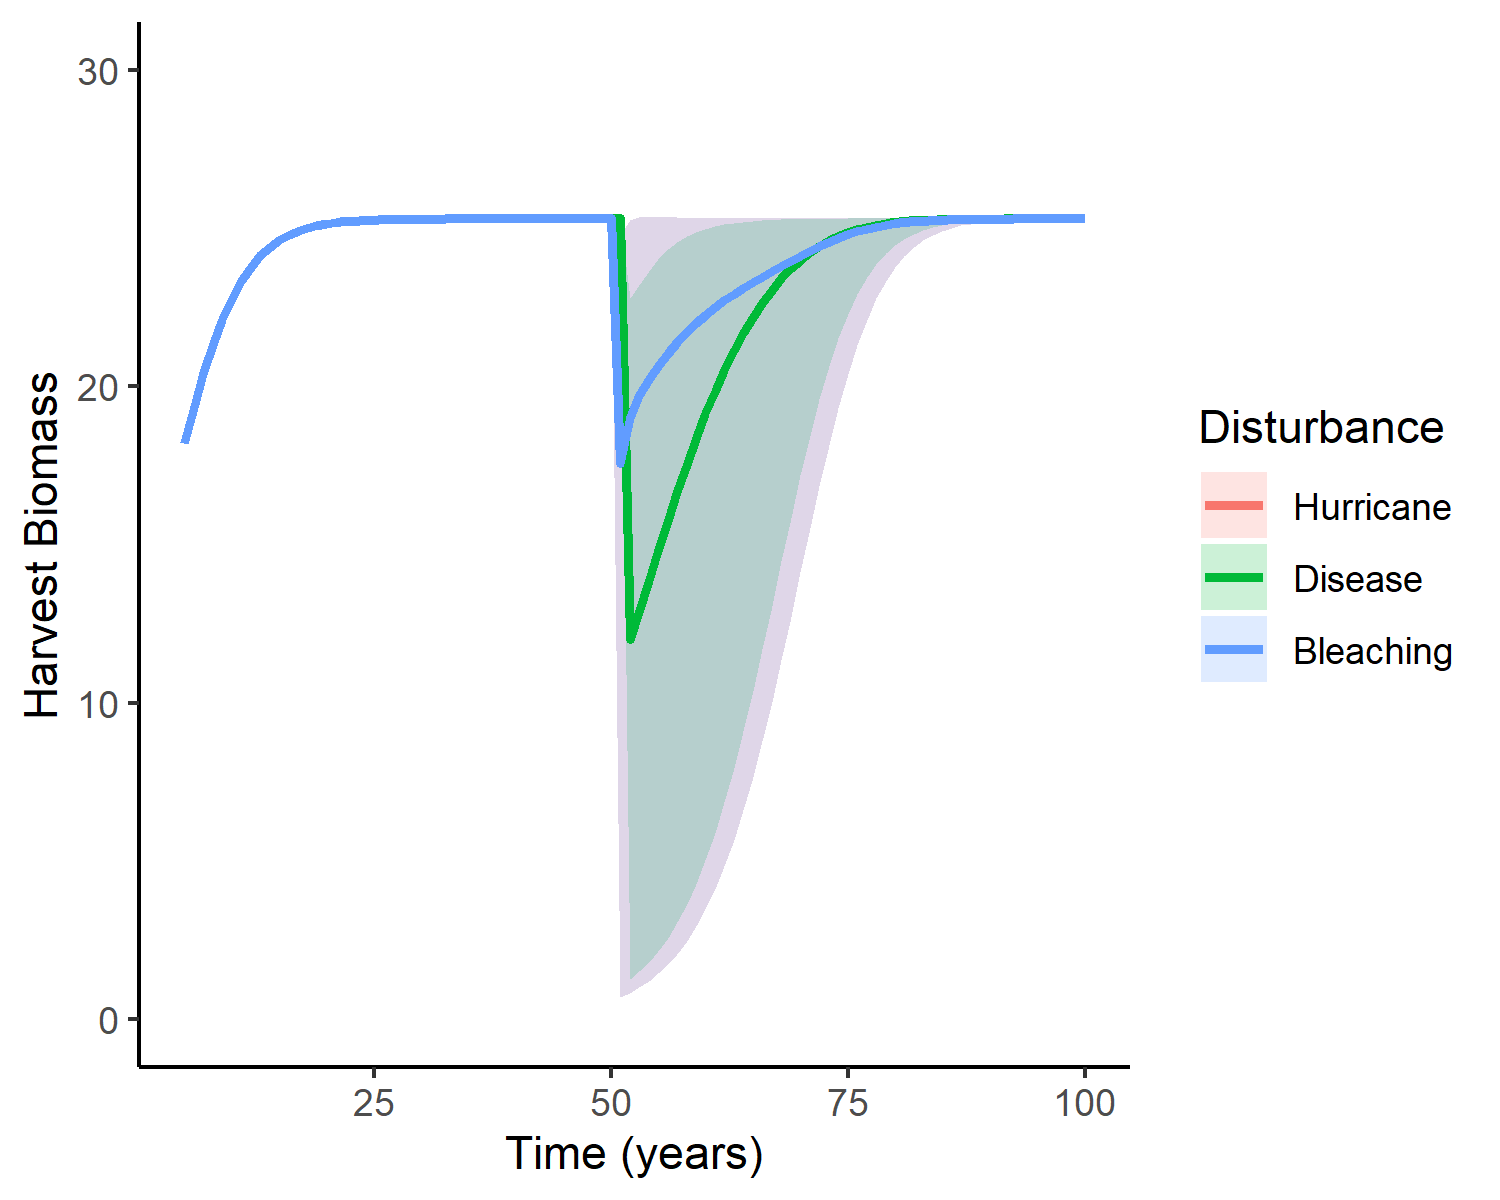 30
20
10
0
Harvest Biomass
25 50 75 100
Time (years)
Disturbance
Hurricane
Disease
Bleaching